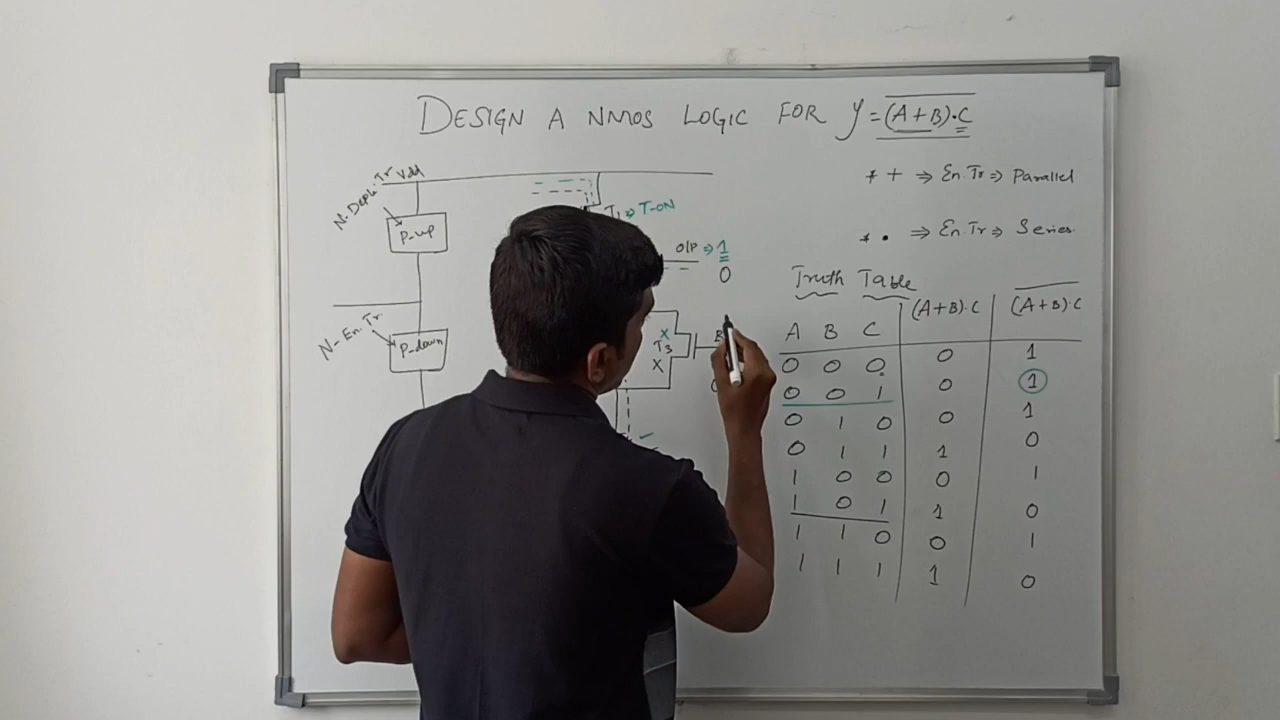 DESIGN A NMOS LOGIC FOR Y = (A+B)·C
* + ⇒ En.Tr ⇒ Parallel
* • ⇒ En.Tr ⇒ Series
N-Depl.Tr
Vdd
P-up
N-En.Tr.
P-down
T1 ⇒ T-ON
O/P ⇒ 1
0
X
T3
X
B
Truth Table
A B C (A+B)·C (A+B)·C
0 0 0 0 1
0 0 1 0 1
0 1 0 0 1
0 1 1 1 0
1 0 0 0 1
1 0 1 1 0
1 1 0 0 1
1 1 1 1 0